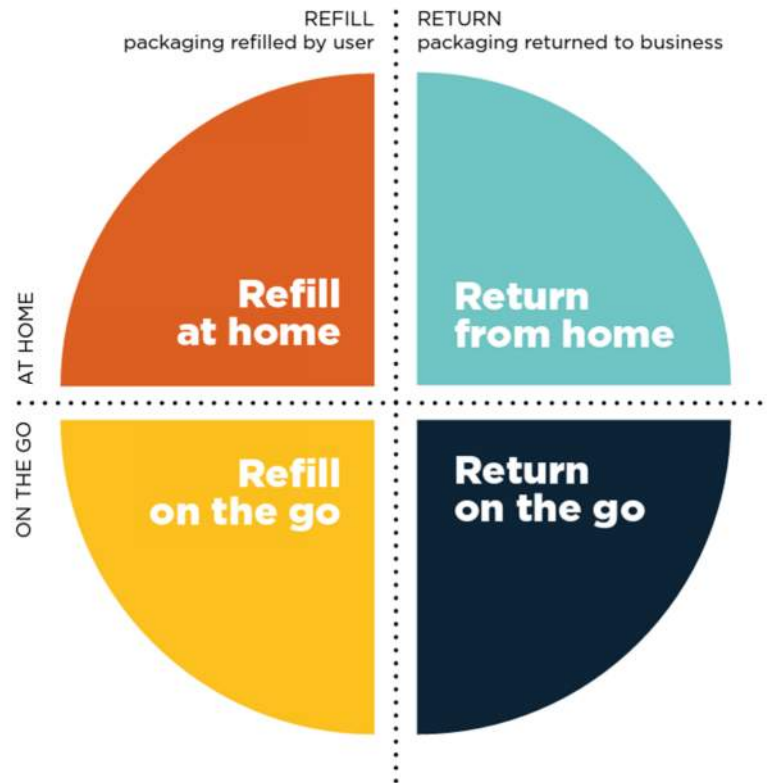 REFILL
packaging refilled by user
RETURN
packaging returned to business
AT HOME
Refill
at home
Return
from home
ON THE GO
Refill
on the go
Return
on the go